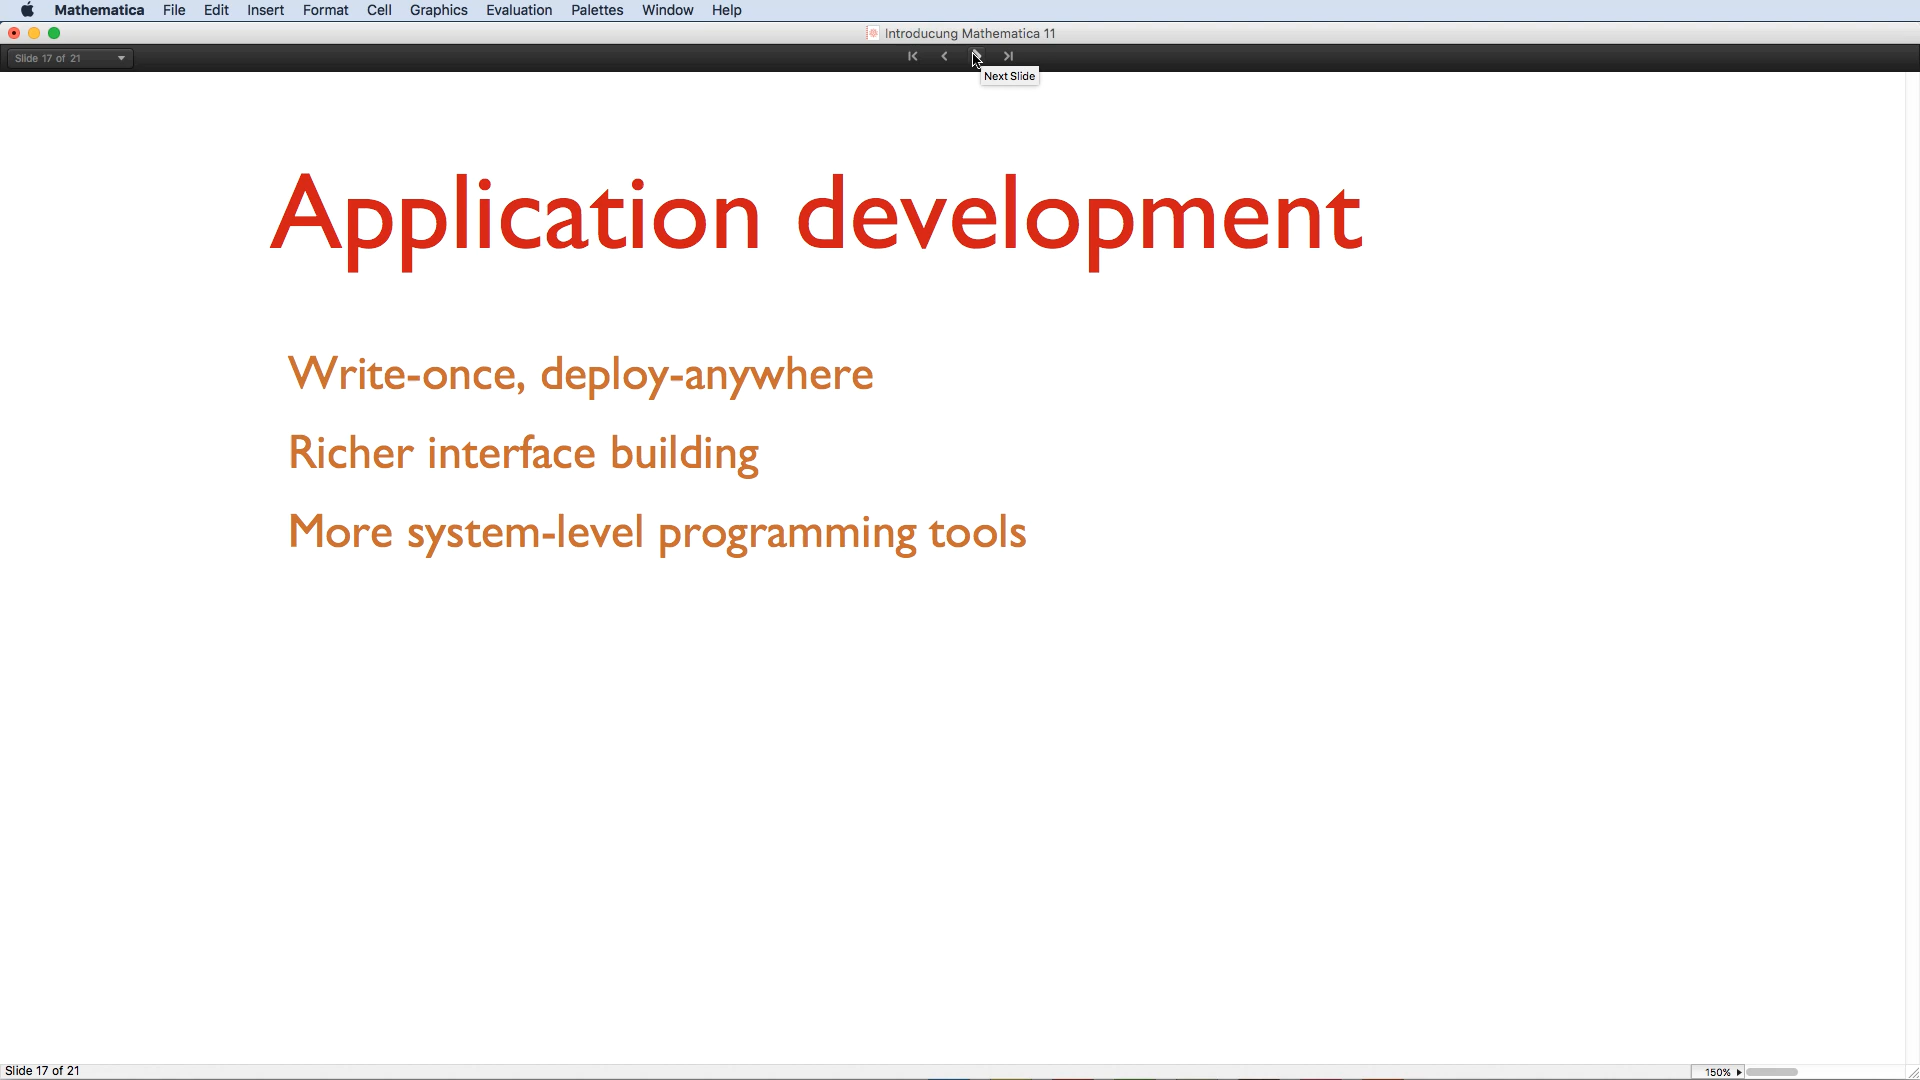 Mathematica File Edit Insert Format Cell Graphics Evaluation Palettes Window Help
Introducung Mathematica 11
Slide 17 of 21
Next Slide
Application development
Write-once, deploy-anywhere
Richer interface building
More system-level programming tools
Slide 17 of 21
150%